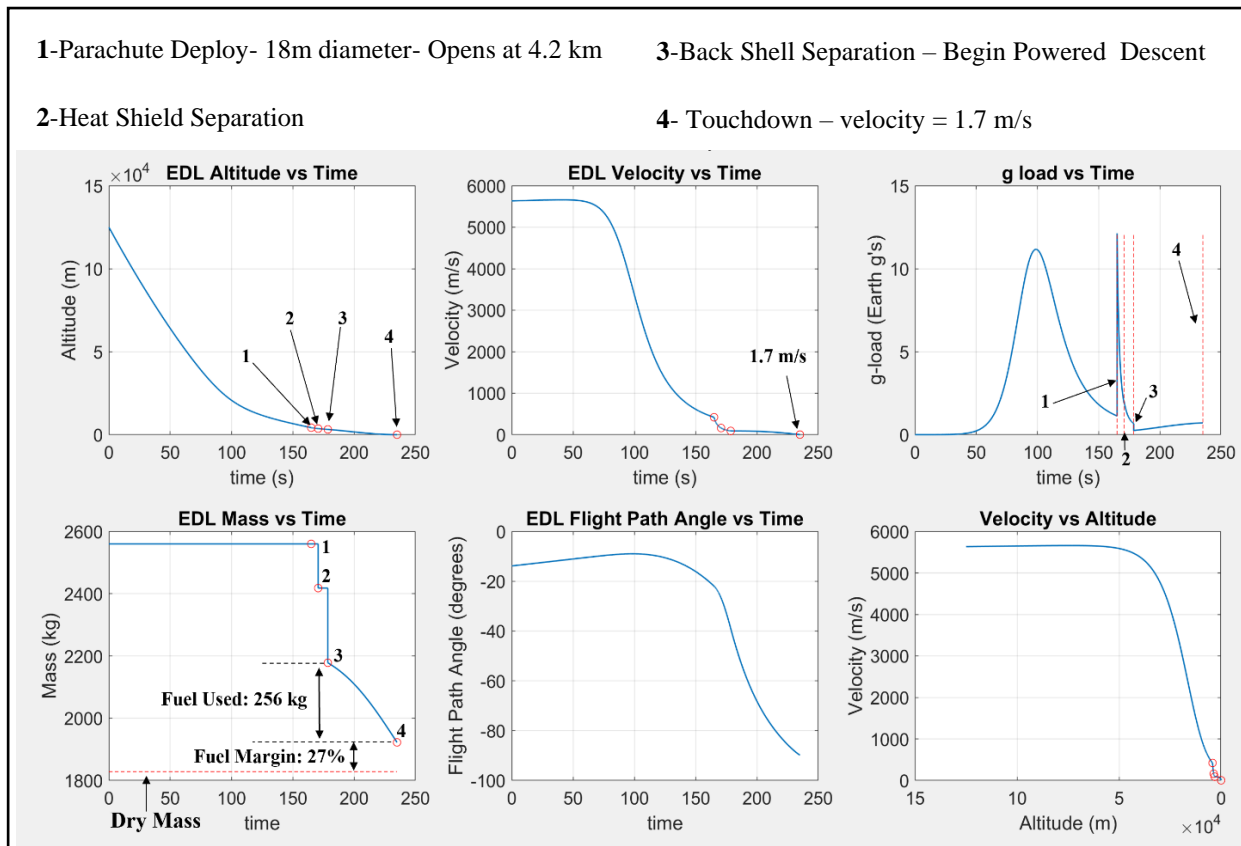 1-Parachute Deploy- 18m diameter- Opens at 4.2 km
3-Back Shell Separation – Begin Powered Descent
2-Heat Shield Separation
4- Touchdown – velocity = 1.7 m/s
EDL Altitude vs Time
×10^4
15
10
5
0
Altitude (m)
1
2
3
4
0 50 100 150 200 250
time (s)
EDL Velocity vs Time
6000
5000
4000
3000
2000
1000
0
Velocity (m/s)
1.7 m/s
0 50 100 150 200 250
time (s)
g load vs Time
15
10
5
0
g-load (Earth g's)
4
1
3
2
0 50 100 150 200 250
time (s)
EDL Mass vs Time
2600
2400
2200
2000
1800
Mass (kg)
1
2
3
Fuel Used: 256 kg
4
Fuel Margin: 27%
0 50 100 150 200 250
Dry Mass
time
EDL Flight Path Angle vs Time
0
-20
-40
-60
-80
-100
Flight Path Angle (degrees)
0 50 100 150 200 250
time
Velocity vs Altitude
6000
5000
4000
3000
2000
1000
0
Velocity (m/s)
15 10 5 0
Altitude (m)
×10^4